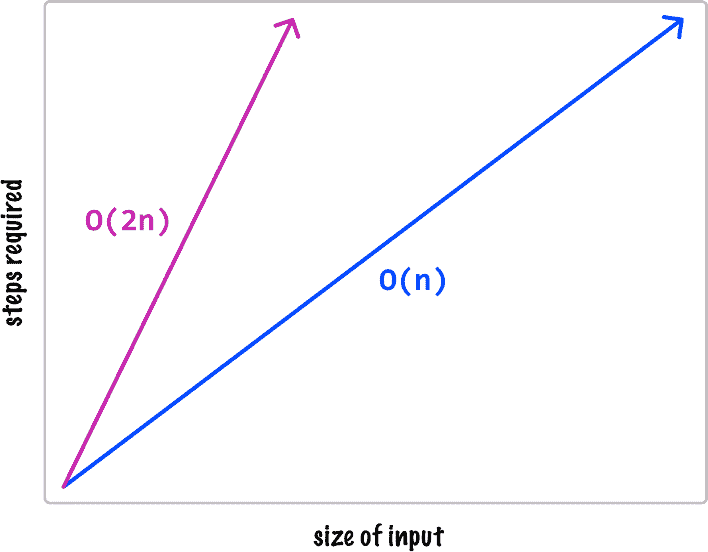 steps required
O(2n)
O(n)
size of input